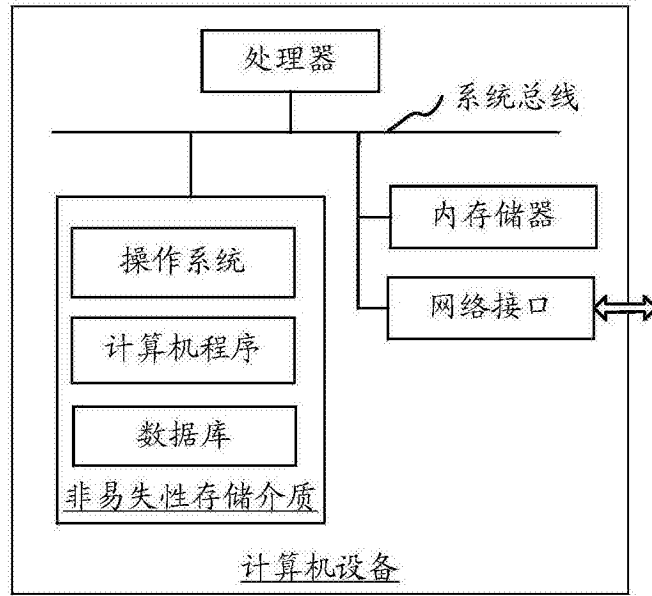 处理器
系统总线
内存储器
操作系统
网络接口
计算机程序
数据库
非易失性存储介质
计算机设备